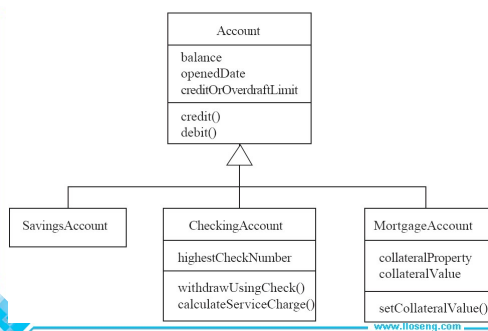 Account
balance
openedDate
creditOrOverdraftLimit
credit()
debit()
SavingsAccount
CheckingAccount
highestCheckNumber
withdrawUsingCheck()
calculateServiceCharge()
MortgageAccount
collateralProperty
collateralValue
setCollateralValue()
www.lloseng.com